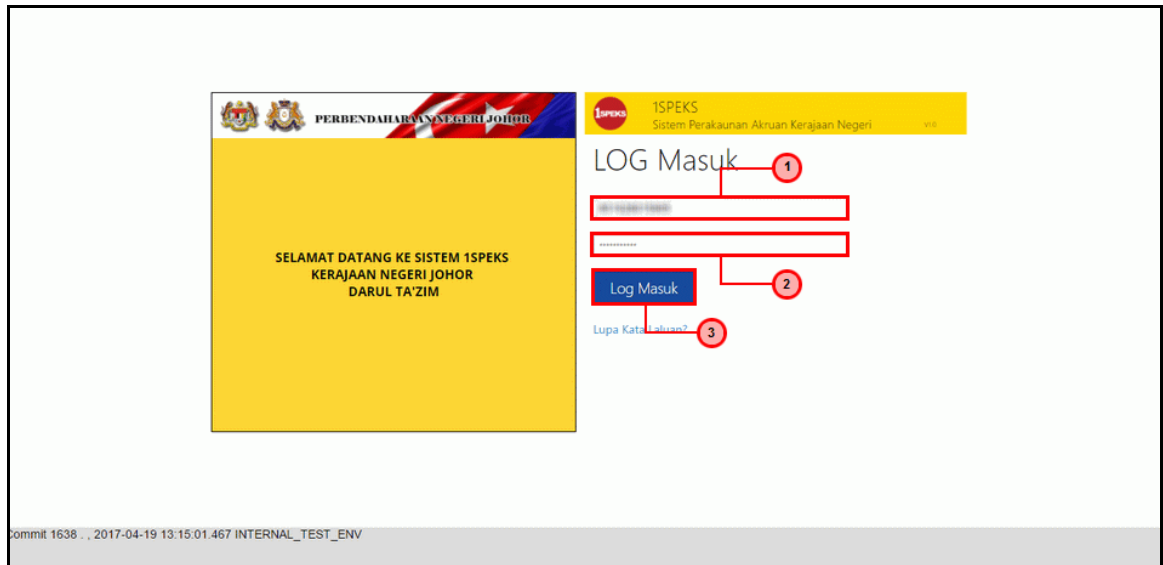 PERBENDAHARAAN NEGERI JOHOR
SELAMAT DATANG KE SISTEM 1SPEKS
KERAJAAN NEGERI JOHOR
DARUL TA'ZIM
1SPEKS
1SPEKS
Sistem Perakaunan Akruan Kerajaan Negeri
V1.0
LOG Masuk
1
2
Log Masuk
3
Lupa Kata Laluan?
Commit 1638 . , 2017-04-19 13:15:01.467 INTERNAL_TEST_ENV